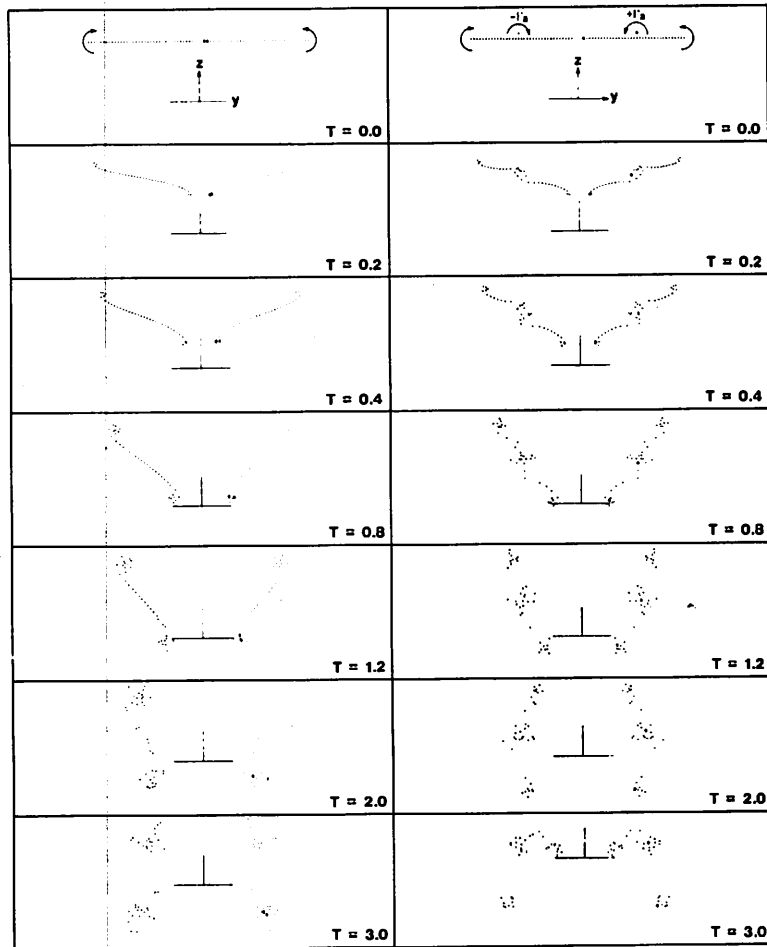 -Γa +Γa
z z
y y
T = 0.0 T = 0.0
T = 0.2 T = 0.2
T = 0.4 T = 0.4
T = 0.8 T = 0.8
T = 1.2 T = 1.2
T = 2.0 T = 2.0
T = 3.0 T = 3.0